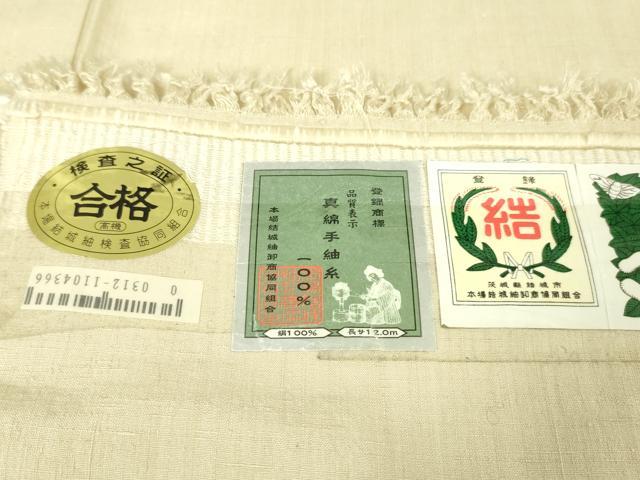 検査之証
合格
高機
本場結城紬検査協同組合
0 0312-1104366
登録商標
品質表示
真綿手紬糸
一〇〇%
本場結城紬卸商協同組合
絹100%
長サ12.0m
登録
結
茨城縣結城市
本場結城紬卸商協同組合